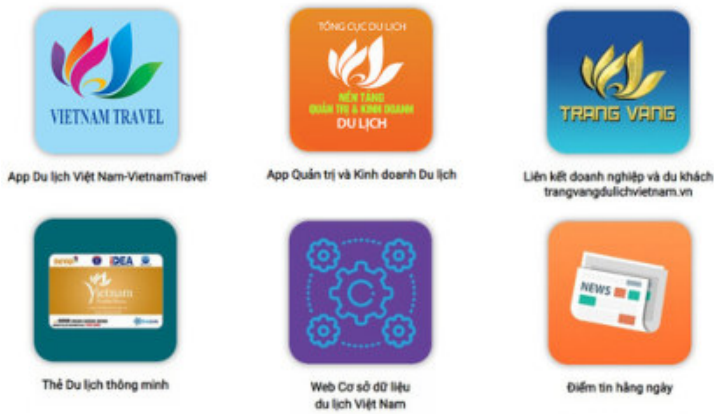 VIETNAM TRAVEL
TỔNG CỤC DU LỊCH
NỀN TẢNG
QUẢN TRỊ & KINH DOANH
DU LỊCH
TRANG VÀNG
App Du lịch Việt Nam-VietnamTravel
App Quản trị và Kinh doanh Du lịch
Liên kết doanh nghiệp và du khách
trangvangdulichvietnam.vn
IDEA
Vietnam
NEWS
Thẻ Du lịch thông minh
Web Cơ sở dữ liệu
du lịch Việt Nam
Điểm tin hằng ngày